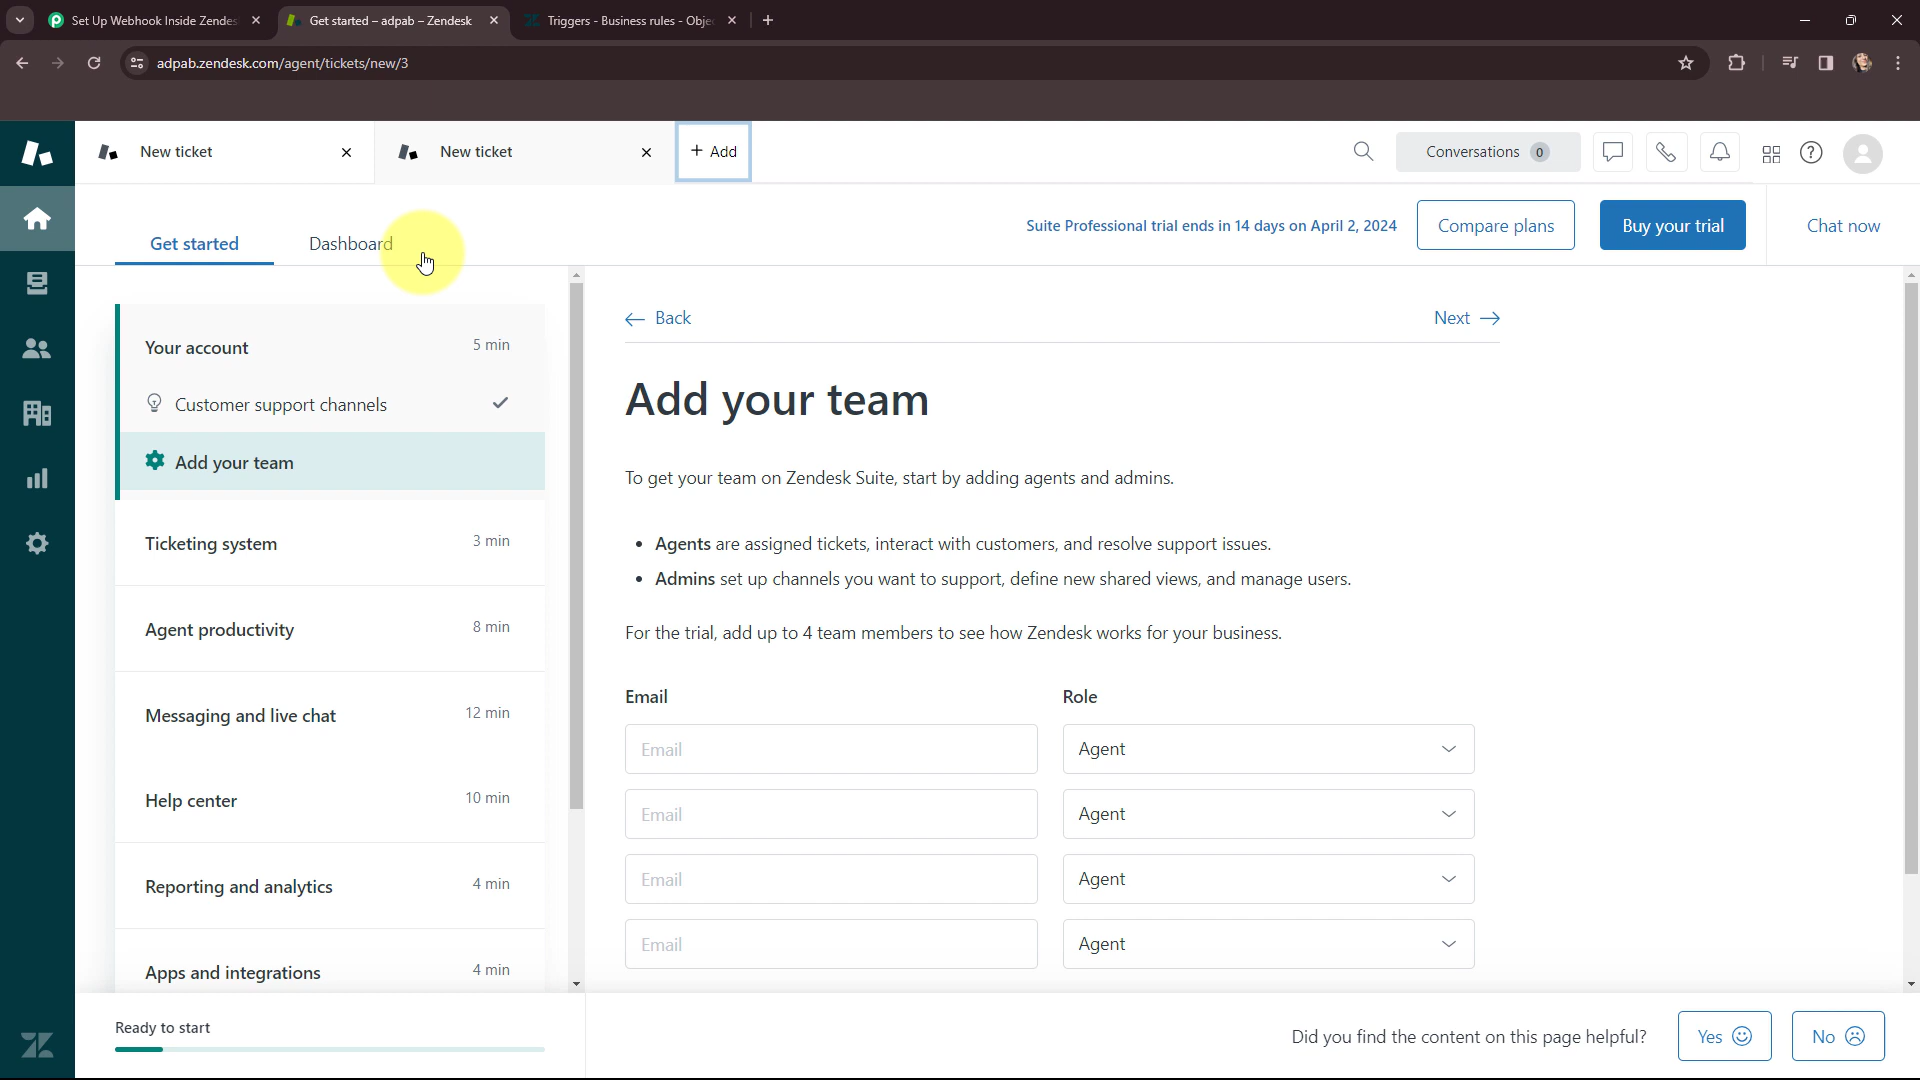 Set Up Webhook Inside Zendes
Get started – adpab – Zendesk
Triggers - Business rules - Obje
adpab.zendesk.com/agent/tickets/new/3
New ticket
New ticket
+ Add
Conversations 0
Get started
Dashboard
Suite Professional trial ends in 14 days on April 2, 2024
Compare plans
Buy your trial
Chat now
Your account 5 min
Customer support channels
Add your team
Ticketing system 3 min
Agent productivity 8 min
Messaging and live chat 12 min
Help center 10 min
Reporting and analytics 4 min
Apps and integrations 4 min
Ready to start
← Back
Next →
Add your team
To get your team on Zendesk Suite, start by adding agents and admins.
• Agents are assigned tickets, interact with customers, and resolve support issues.
• Admins set up channels you want to support, define new shared views, and manage users.
For the trial, add up to 4 team members to see how Zendesk works for your business.
Email Role
Email Agent
Email Agent
Email Agent
Email Agent
Did you find the content on this page helpful?
Yes
No